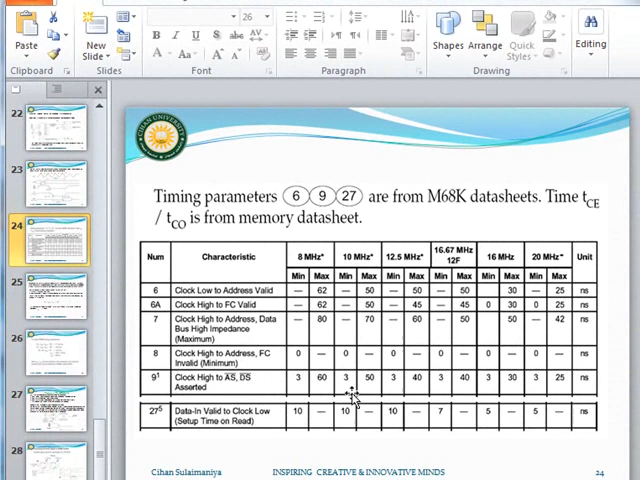 26
Paste
New
Slide
B I U S abc AV
Aa A
Shapes Arrange Quick
Styles
Editing
Clipboard Slides Font Paragraph Drawing
22
23
24
25
26
27
28
CIHAN UNIVERSITY
Timing parameters 6 9 27 are from M68K datasheets. Time tCE
/ tCO is from memory datasheet.
Num Characteristic 8 MHz* 10 MHz* 12.5 MHz* 16.67 MHz 12F 16 MHz 20 MHz** Unit
Min Max Min Max Min Max Min Max Min Max Min Max
6 Clock Low to Address Valid — 62 — 50 — 50 — 50 30 — 25 ns
6A Clock High to FC Valid — 62 — 50 — 45 — 45 0 30 0 25 ns
7 Clock High to Address, Data — 80 — 70 — 60 — 50 50 — 42 ns
Bus High Impedance
(Maximum)
8 Clock High to Address, FC 0 — 0 — 0 — 0 — 0 — 0 — ns
Invalid (Minimum)
9¹ Clock High to AS, DS 3 60 3 50 3 40 3 40 3 30 3 25 ns
Asserted
27⁵ Data-In Valid to Clock Low 10 — 10 — 10 — 7 — 5 — 5 — ns
(Setup Time on Read)
Cihan Sulaimaniya INSPIRING CREATIVE & INNOVATIVE MINDS 24